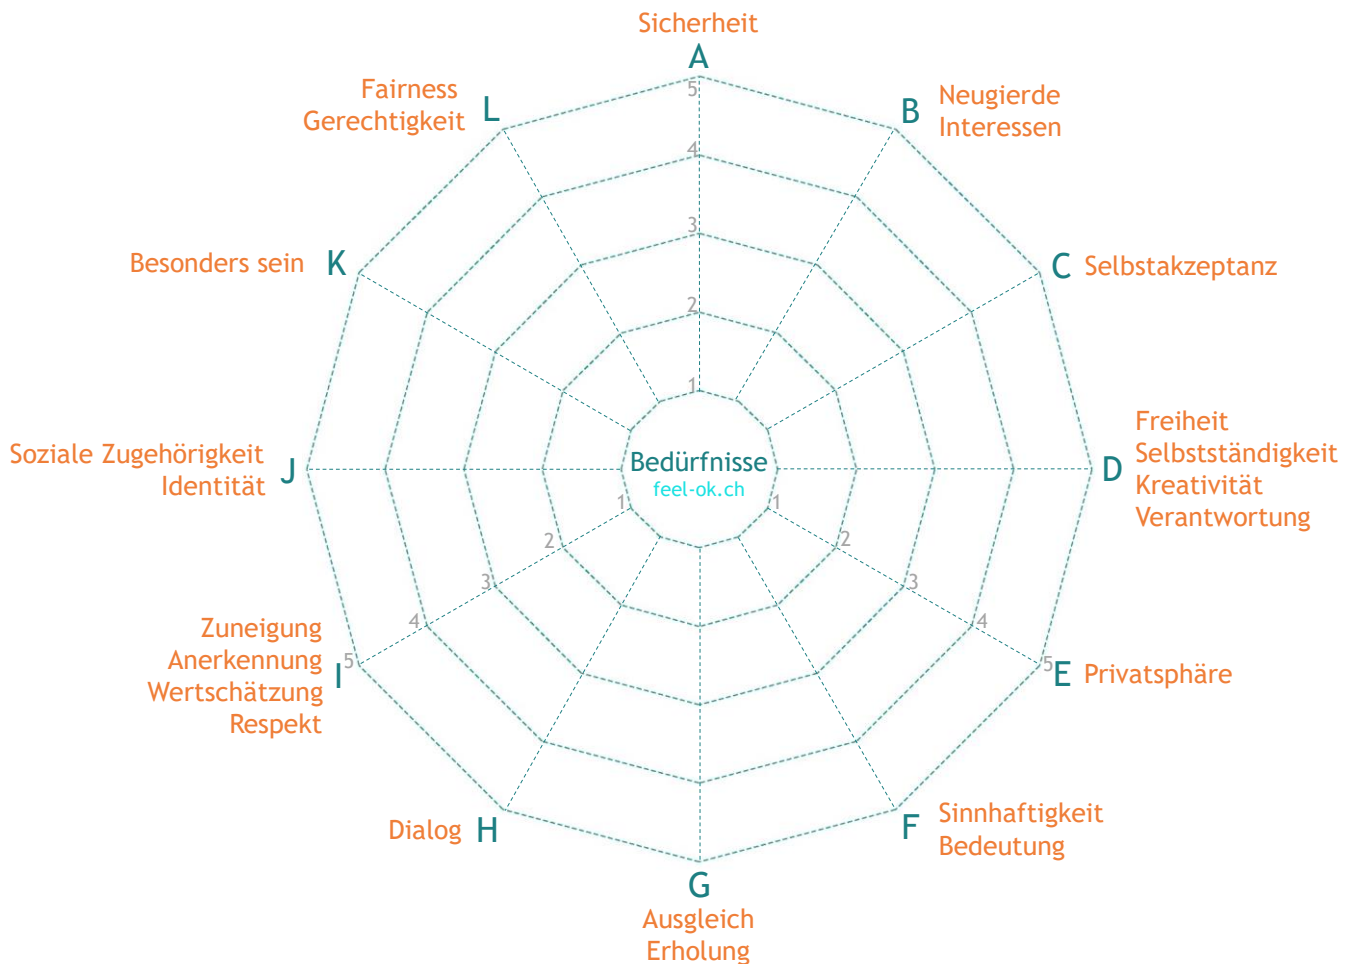 Sicherheit
A
5
4
3
2
1
B
Neugierde
Interessen
C Selbstakzeptanz
D
Freiheit
Selbstständigkeit
Kreativität
Verantwortung
1
2
3
4
5
E Privatsphäre
F
Sinnhaftigkeit
Bedeutung
G
Ausgleich
Erholung
Dialog H
1
2
3
4
5
I
Zuneigung
Anerkennung
Wertschätzung
Respekt
Soziale Zugehörigkeit
Identität
J
Besonders sein K
Fairness
Gerechtigkeit
L
Bedürfnisse
feel-ok.ch